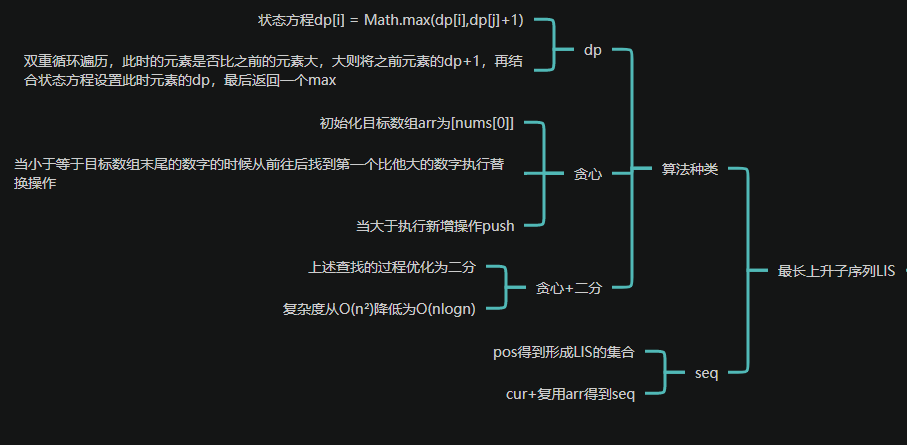 状态方程dp[i] = Math.max(dp[i],dp[j]+1)
dp
双重循环遍历，此时的元素是否比之前的元素大，大则将之前元素的dp+1，再结
合状态方程设置此时元素的dp，最后返回一个max
初始化目标数组arr为[nums[0]]
当小于等于目标数组末尾的数字的时候从前往后找到第一个比他大的数字执行替
换操作
贪心
算法种类
当大于执行新增操作push
上述查找的过程优化为二分
贪心+二分
复杂度从O(n²)降低为O(nlogn)
最长上升子序列LIS
pos得到形成LIS的集合
seq
cur+复用arr得到seq